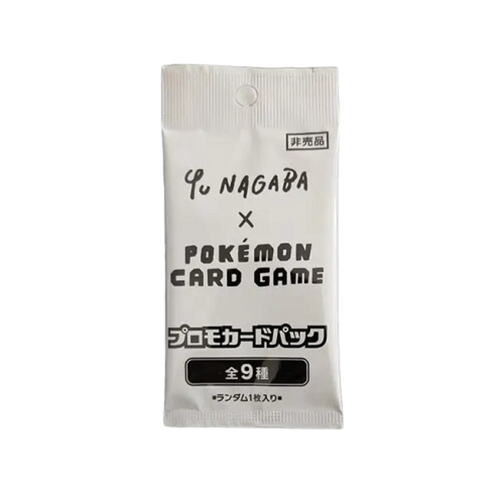 非売品
Yu NAGABA
×
POKÉMON
CARD GAME
プロモカードパック
全9種
※ランダム1枚入り※